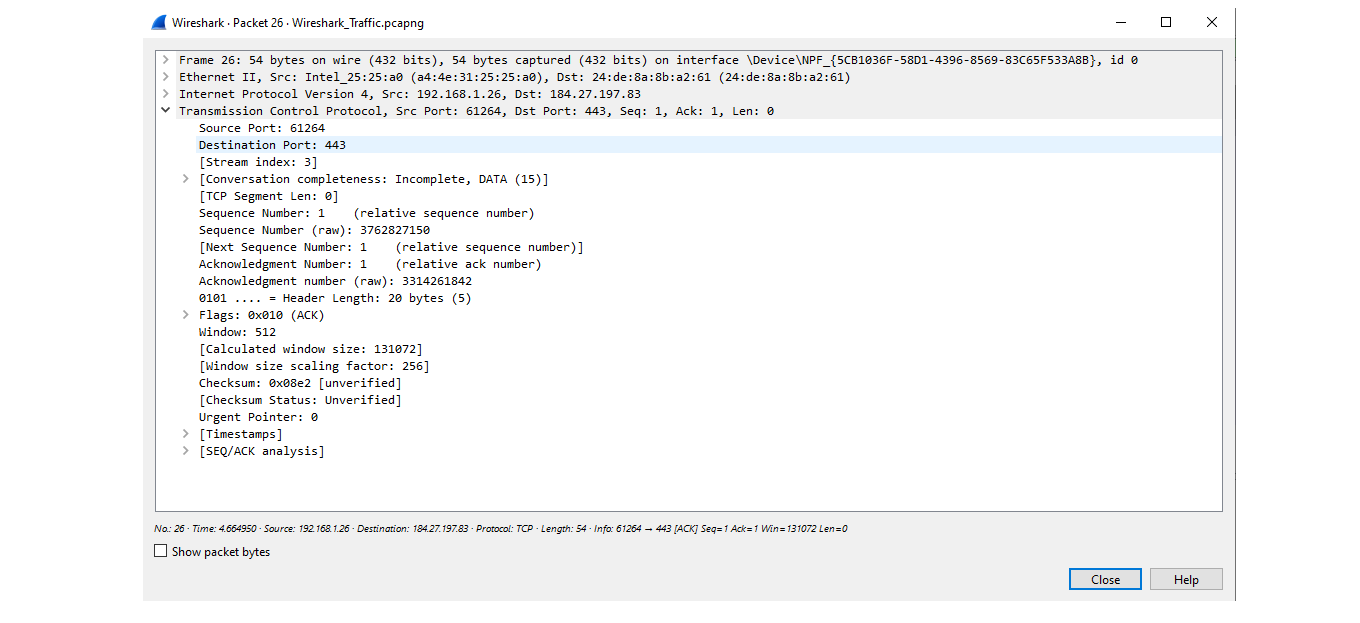 Wireshark · Packet 26 · Wireshark_Traffic.pcapng
Frame 26: 54 bytes on wire (432 bits), 54 bytes captured (432 bits) on interface \Device\NPF_{5CB1036F-58D1-4396-8569-83C65F533A8B}, id 0
Ethernet II, Src: Intel_25:25:a0 (a4:4e:31:25:25:a0), Dst: 24:de:8a:8b:a2:61 (24:de:8a:8b:a2:61)
Internet Protocol Version 4, Src: 192.168.1.26, Dst: 184.27.197.83
Transmission Control Protocol, Src Port: 61264, Dst Port: 443, Seq: 1, Ack: 1, Len: 0
Source Port: 61264
Destination Port: 443
[Stream index: 3]
[Conversation completeness: Incomplete, DATA (15)]
[TCP Segment Len: 0]
Sequence Number: 1    (relative sequence number)
Sequence Number (raw): 3762827150
[Next Sequence Number: 1    (relative sequence number)]
Acknowledgment Number: 1    (relative ack number)
Acknowledgment number (raw): 3314261842
0101 .... = Header Length: 20 bytes (5)
Flags: 0x010 (ACK)
Window: 512
[Calculated window size: 131072]
[Window size scaling factor: 256]
Checksum: 0x08e2 [unverified]
[Checksum Status: Unverified]
Urgent Pointer: 0
[Timestamps]
[SEQ/ACK analysis]
No.: 26 · Time: 4.664950 · Source: 192.168.1.26 · Destination: 184.27.197.83 · Protocol: TCP · Length: 54 · Info: 61264 → 443 [ACK] Seq=1 Ack=1 Win=131072 Len=0
Show packet bytes
Close
Help